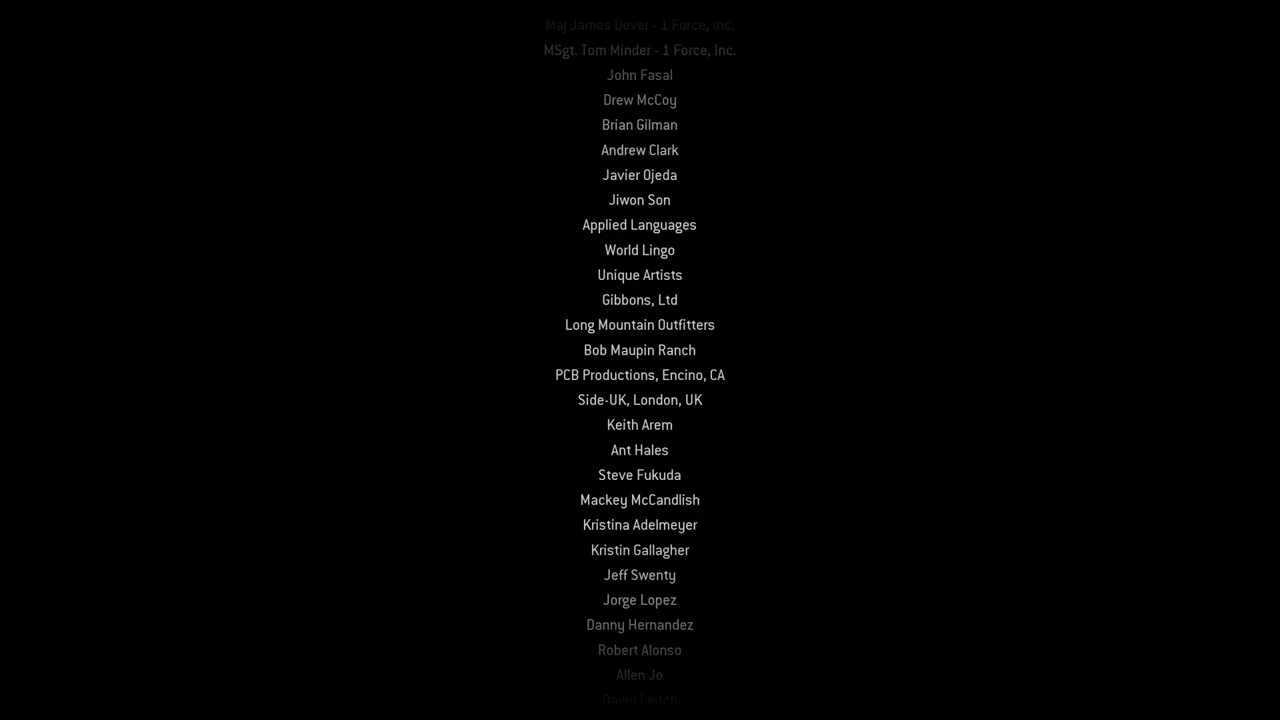 Maj James Dever - 1 Force, Inc.
MSgt. Tom Minder - 1 Force, Inc.
John Fasal
Drew McCoy
Brian Gilman
Andrew Clark
Javier Ojeda
Jiwon Son
Applied Languages
World Lingo
Unique Artists
Gibbons, Ltd
Long Mountain Outfitters
Bob Maupin Ranch
PCB Productions, Encino, CA
Side-UK, London, UK
Keith Arem
Ant Hales
Steve Fukuda
Mackey McCandlish
Kristina Adelmeyer
Kristin Gallagher
Jeff Swenty
Jorge Lopez
Danny Hernandez
Robert Alonso
Allen Jo
David Leitch